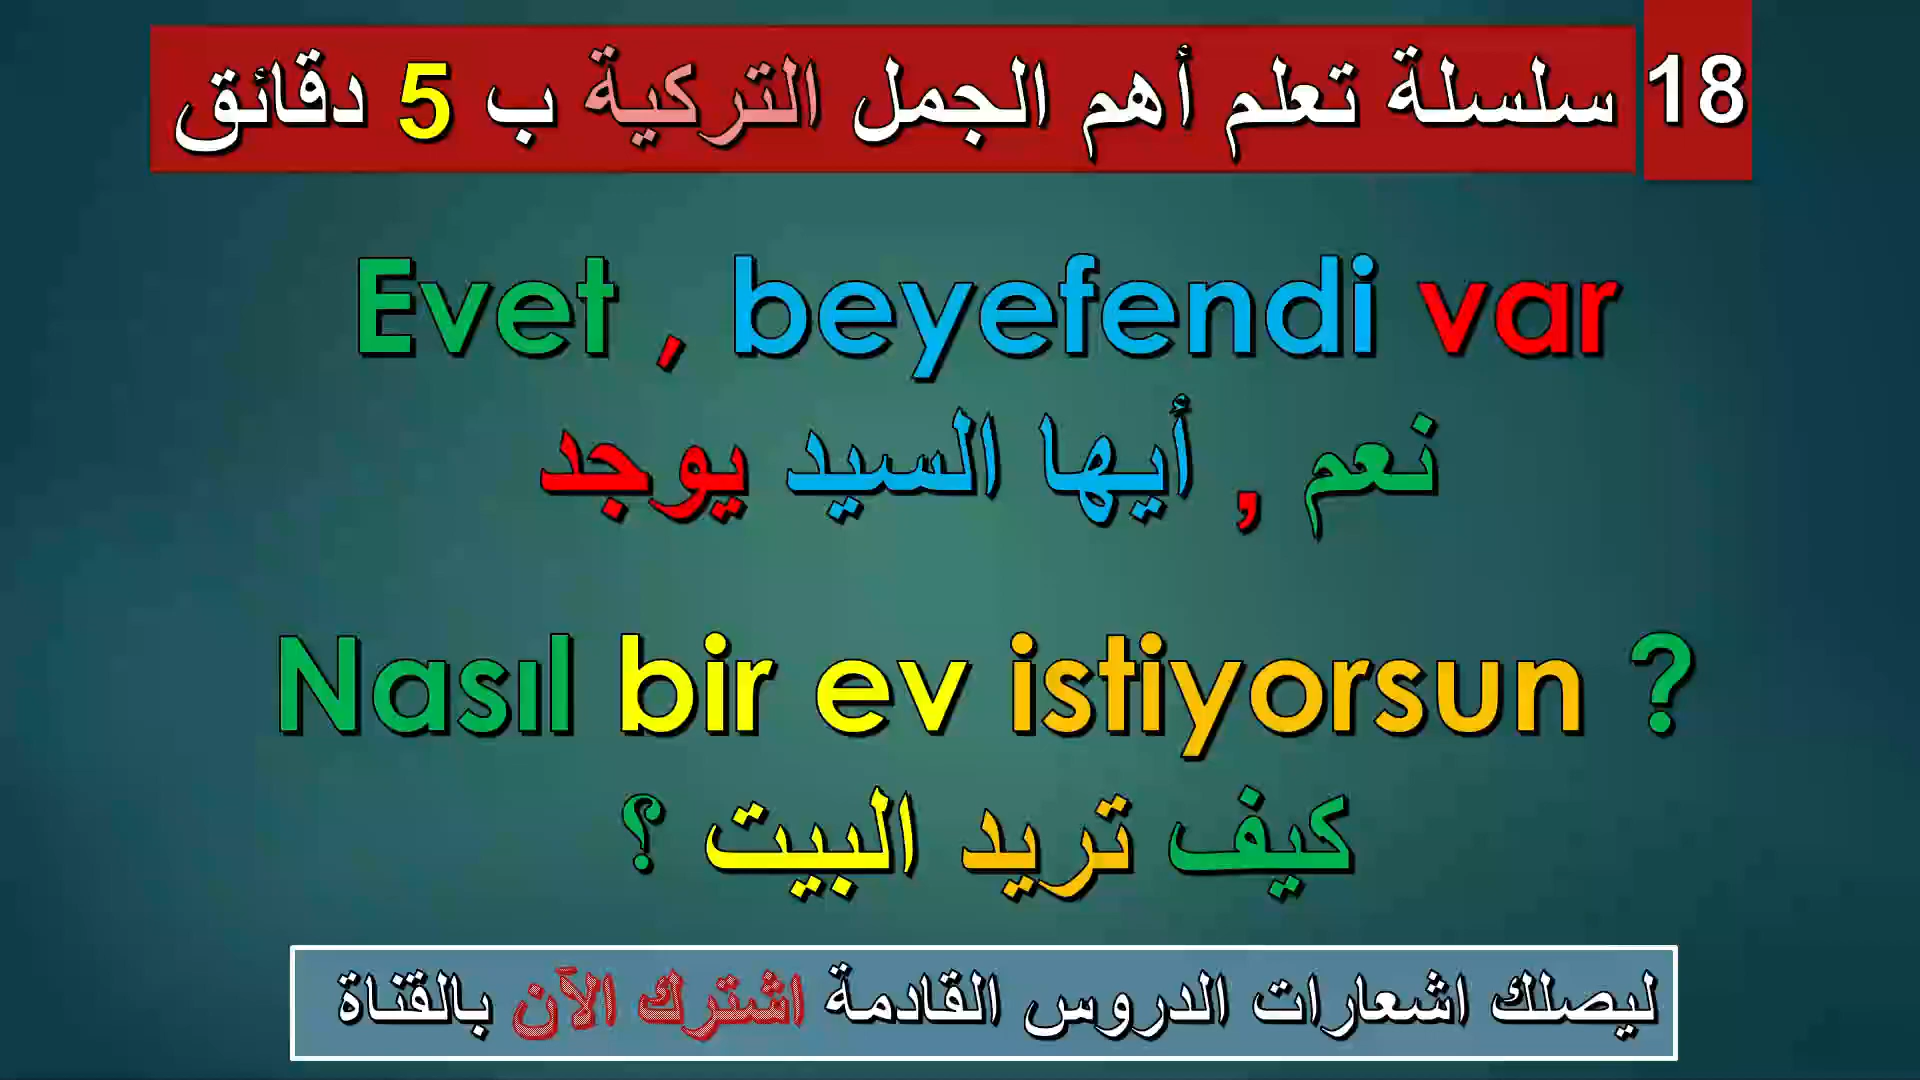 18 سلسلة تعلم أهم الجمل التركية ب 5 دقائق
Evet , beyefendi var
نعم , أيها السيد يوجد
Nasıl bir ev istiyorsun ?
كيف تريد البيت ؟
ليصلك اشعارات الدروس القادمة اشترك الآن بالقناة